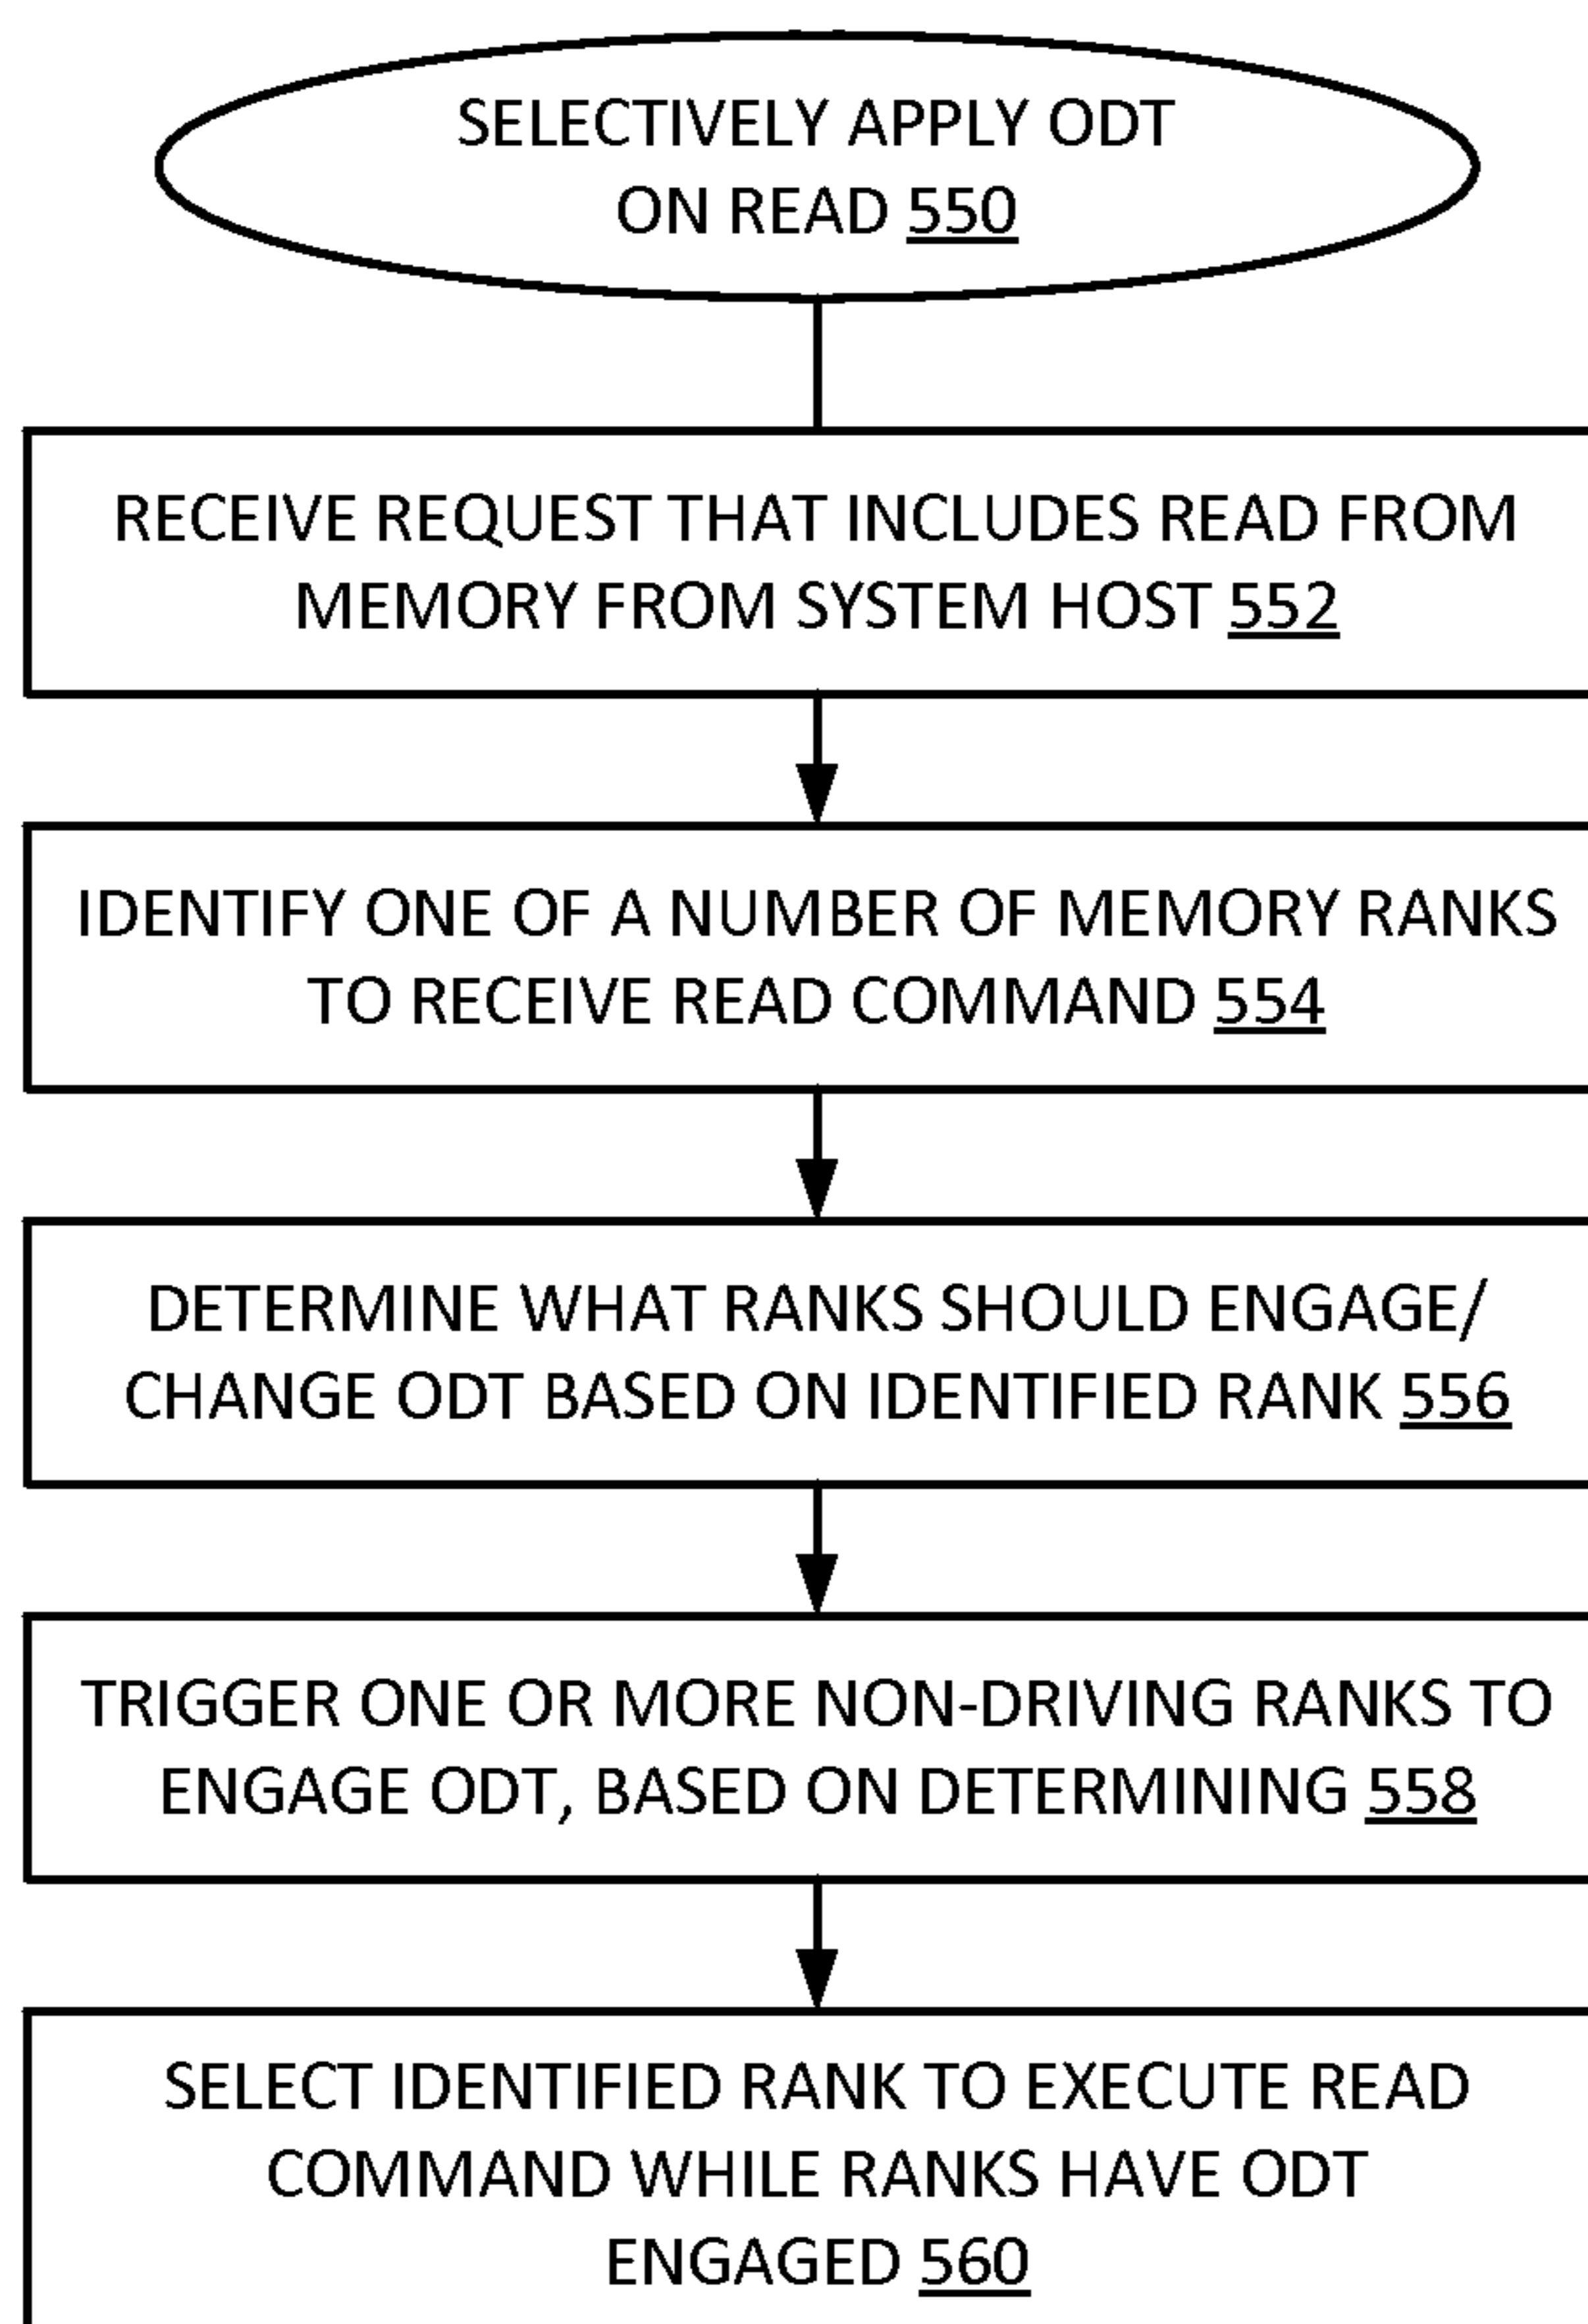 SELECTIVELY APPLY ODT
ON READ 550
RECEIVE REQUEST THAT INCLUDES READ FROM
MEMORY FROM SYSTEM HOST 552
IDENTIFY ONE OF A NUMBER OF MEMORY RANKS
TO RECEIVE READ COMMAND 554
DETERMINE WHAT RANKS SHOULD ENGAGE/
CHANGE ODT BASED ON IDENTIFIED RANK 556
TRIGGER ONE OR MORE NON-DRIVING RANKS TO
ENGAGE ODT, BASED ON DETERMINING 558
SELECT IDENTIFIED RANK TO EXECUTE READ
COMMAND WHILE RANKS HAVE ODT
ENGAGED 560